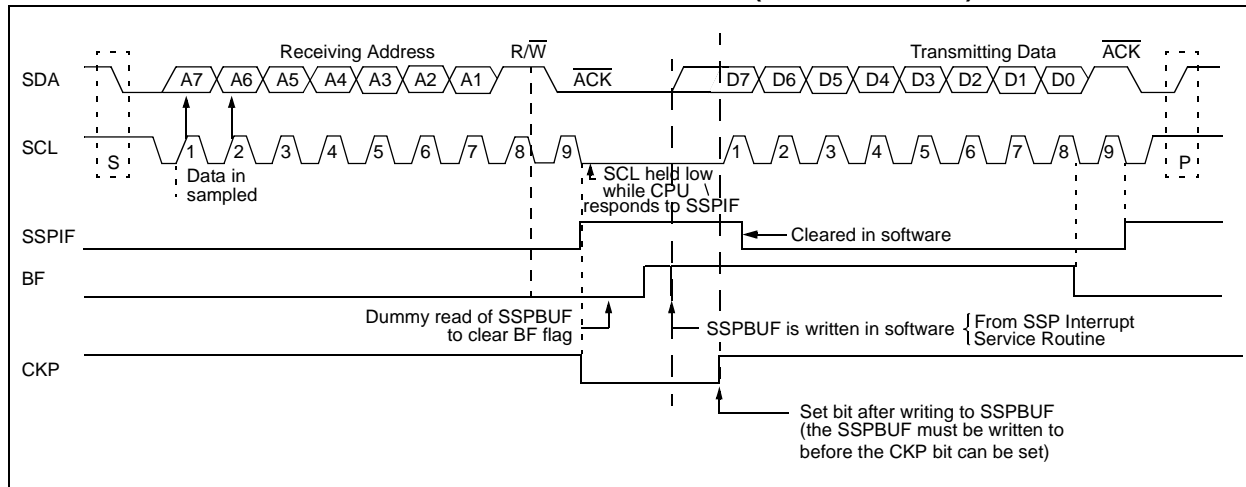 Receiving Address R/W Transmitting Data ACK
SDA A7 A6 A5 A4 A3 A2 A1 ACK D7 D6 D5 D4 D3 D2 D1 D0
SCL S 1 2 3 4 5 6 7 8 9 1 2 3 4 5 6 7 8 9 P
Data in
sampled
SCL held low
while CPU
responds to SSPIF
SSPIF
Cleared in software
BF
Dummy read of SSPBUF
to clear BF flag
SSPBUF is written in software
From SSP Interrupt
Service Routine
CKP
Set bit after writing to SSPBUF
(the SSPBUF must be written to
before the CKP bit can be set)